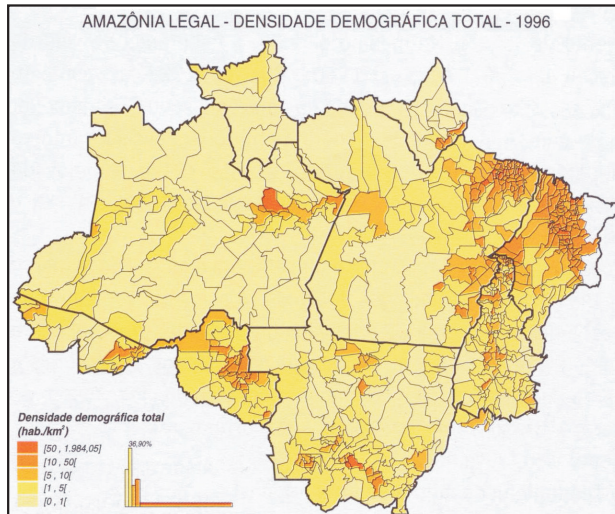 AMAZÔNIA LEGAL - DENSIDADE DEMOGRÁFICA TOTAL - 1996
Densidade demográfica total
(hab./km²)
36,90%
[50 , 1.984,05]
[10 , 50[
[5 , 10[
[1 , 5[
[0 , 1[